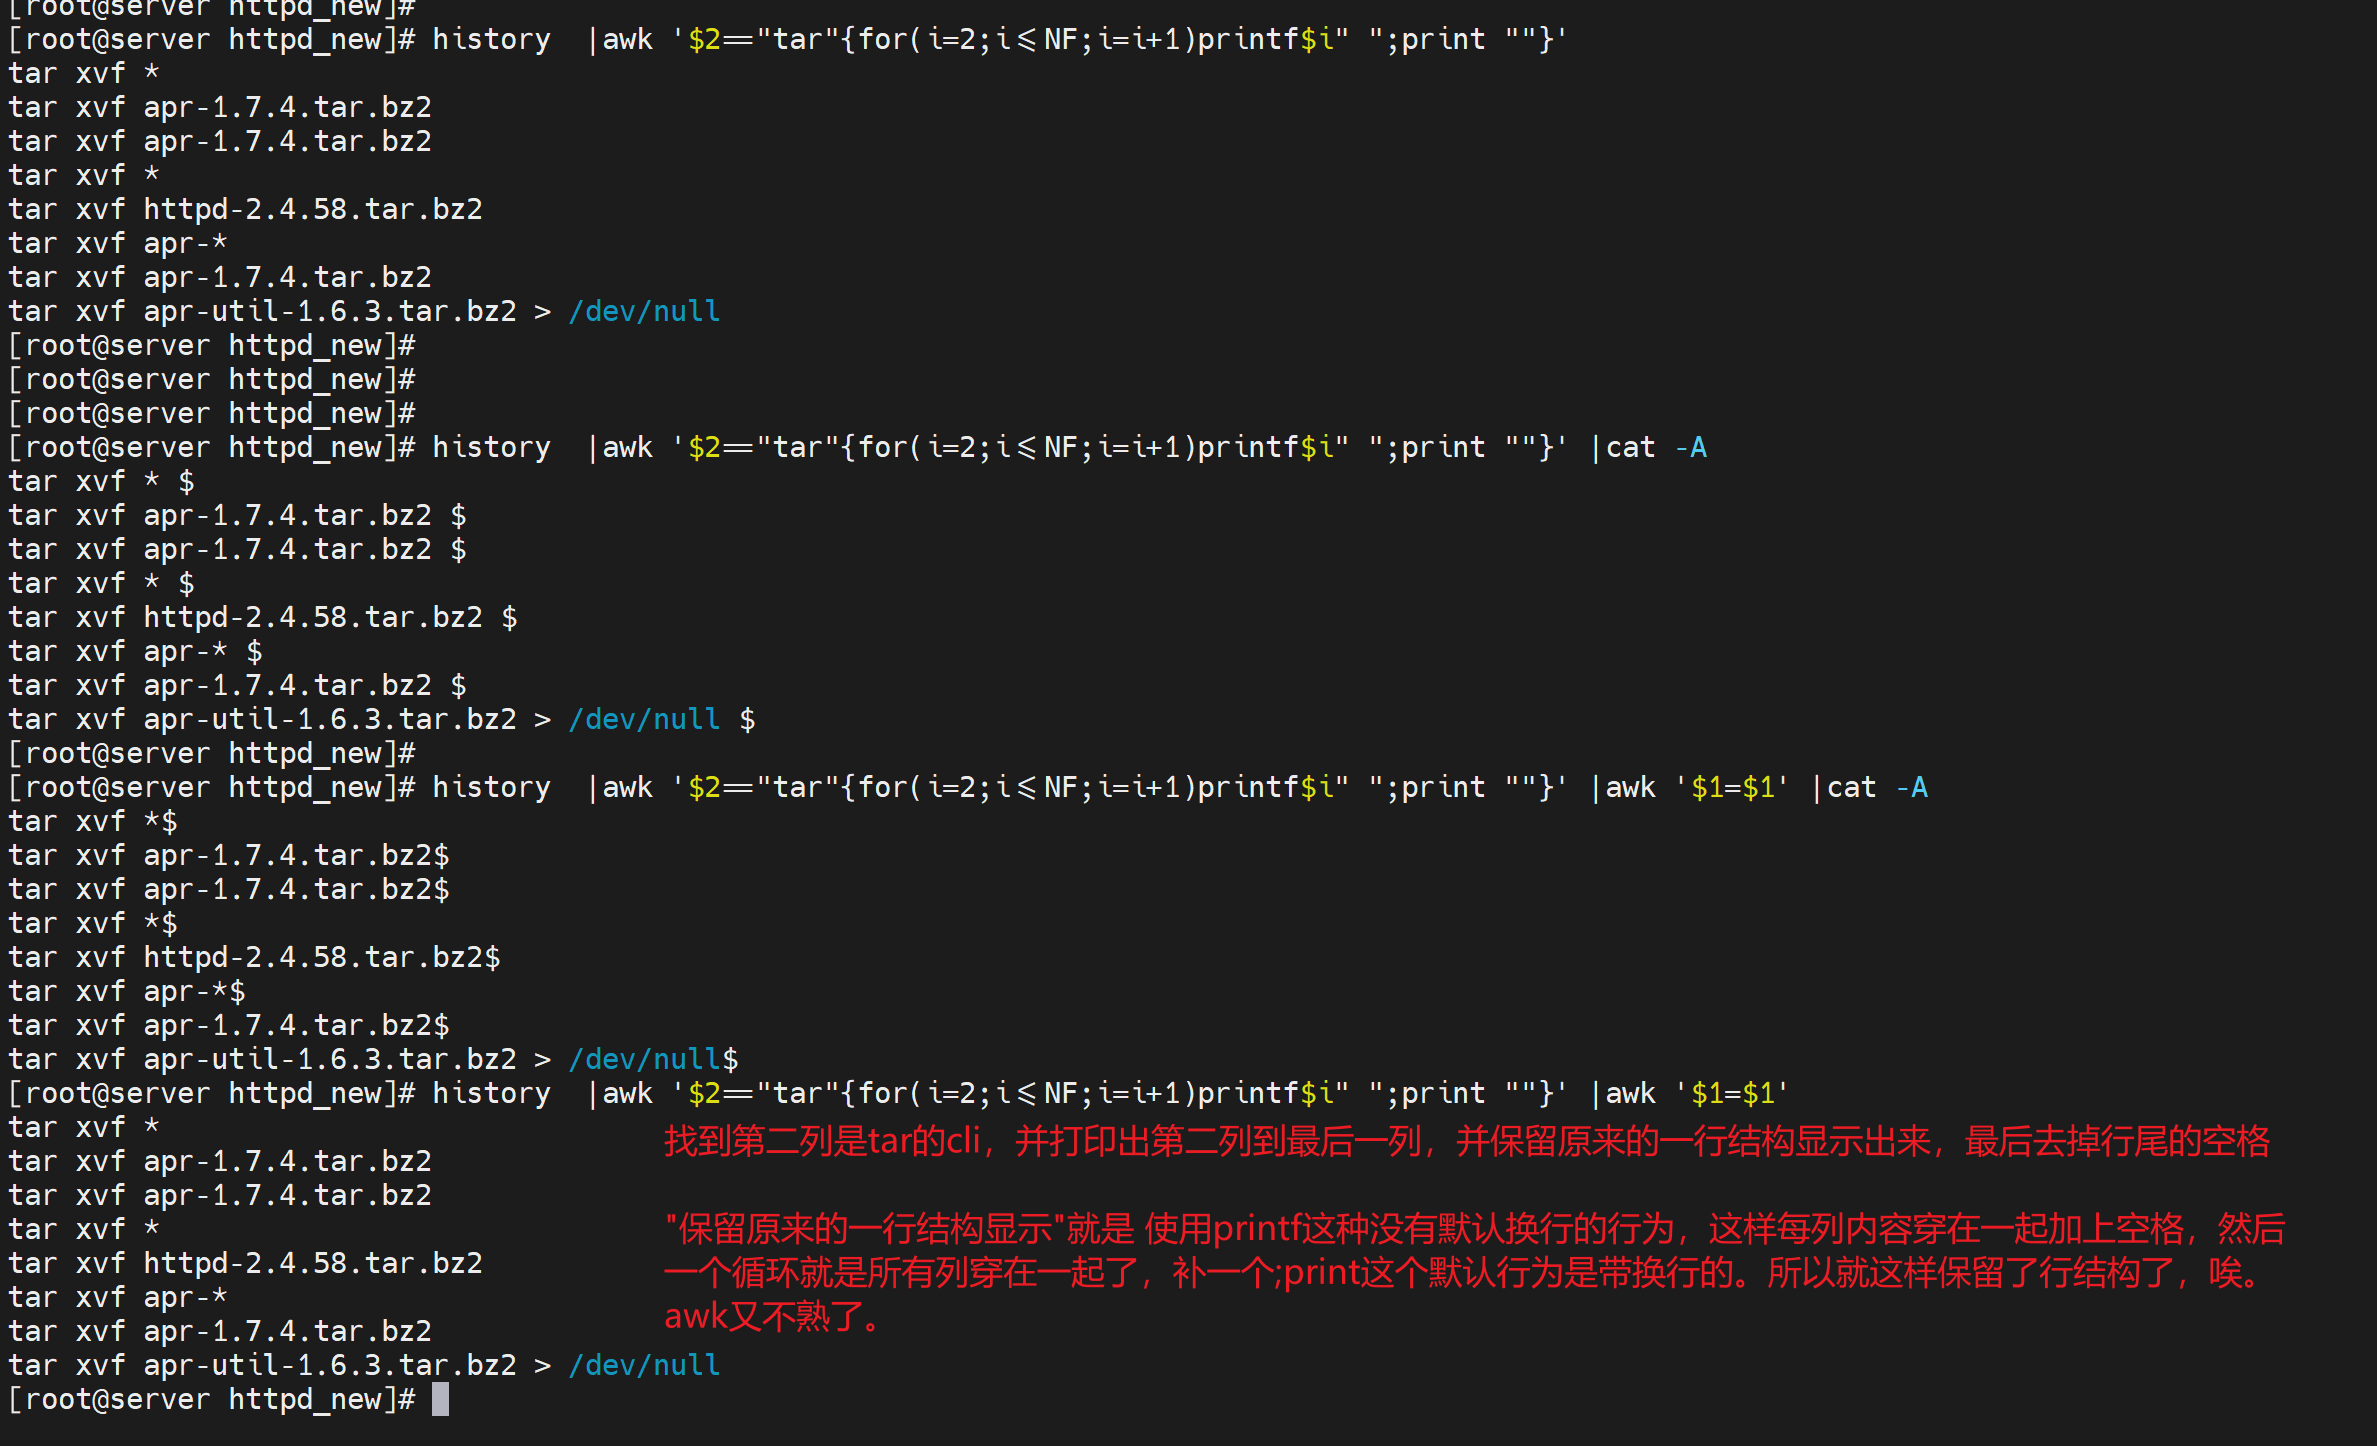 [root@server httpd_new]#
[root@server httpd_new]# history  |awk '$2=="tar"{for(i=2;i<=NF;i=i+1)printf$i" ";print ""}'
tar xvf *
tar xvf apr-1.7.4.tar.bz2
tar xvf apr-1.7.4.tar.bz2
tar xvf *
tar xvf httpd-2.4.58.tar.bz2
tar xvf apr-*
tar xvf apr-1.7.4.tar.bz2
tar xvf apr-util-1.6.3.tar.bz2 > /dev/null
[root@server httpd_new]#
[root@server httpd_new]#
[root@server httpd_new]#
[root@server httpd_new]# history  |awk '$2=="tar"{for(i=2;i<=NF;i=i+1)printf$i" ";print ""}' |cat -A
tar xvf * $
tar xvf apr-1.7.4.tar.bz2 $
tar xvf apr-1.7.4.tar.bz2 $
tar xvf * $
tar xvf httpd-2.4.58.tar.bz2 $
tar xvf apr-* $
tar xvf apr-1.7.4.tar.bz2 $
tar xvf apr-util-1.6.3.tar.bz2 > /dev/null $
[root@server httpd_new]#
[root@server httpd_new]# history  |awk '$2=="tar"{for(i=2;i<=NF;i=i+1)printf$i" ";print ""}' |awk '$1=$1' |cat -A
tar xvf *$
tar xvf apr-1.7.4.tar.bz2$
tar xvf apr-1.7.4.tar.bz2$
tar xvf *$
tar xvf httpd-2.4.58.tar.bz2$
tar xvf apr-*$
tar xvf apr-1.7.4.tar.bz2$
tar xvf apr-util-1.6.3.tar.bz2 > /dev/null$
[root@server httpd_new]# history  |awk '$2=="tar"{for(i=2;i<=NF;i=i+1)printf$i" ";print ""}' |awk '$1=$1'
tar xvf *
tar xvf apr-1.7.4.tar.bz2
tar xvf apr-1.7.4.tar.bz2
tar xvf *
tar xvf httpd-2.4.58.tar.bz2
tar xvf apr-*
tar xvf apr-1.7.4.tar.bz2
tar xvf apr-util-1.6.3.tar.bz2 > /dev/null
[root@server httpd_new]#
找到第二列是tar的cli，并打印出第二列到最后一列，并保留原来的一行结构显示出来，最后去掉行尾的空格
"保留原来的一行结构显示"就是 使用printf这种没有默认换行的行为，这样每列内容穿在一起加上空格，然后
一个循环就是所有列穿在一起了，补一个;print这个默认行为是带换行的。所以就这样保留了行结构了，唉。
awk又不熟了。